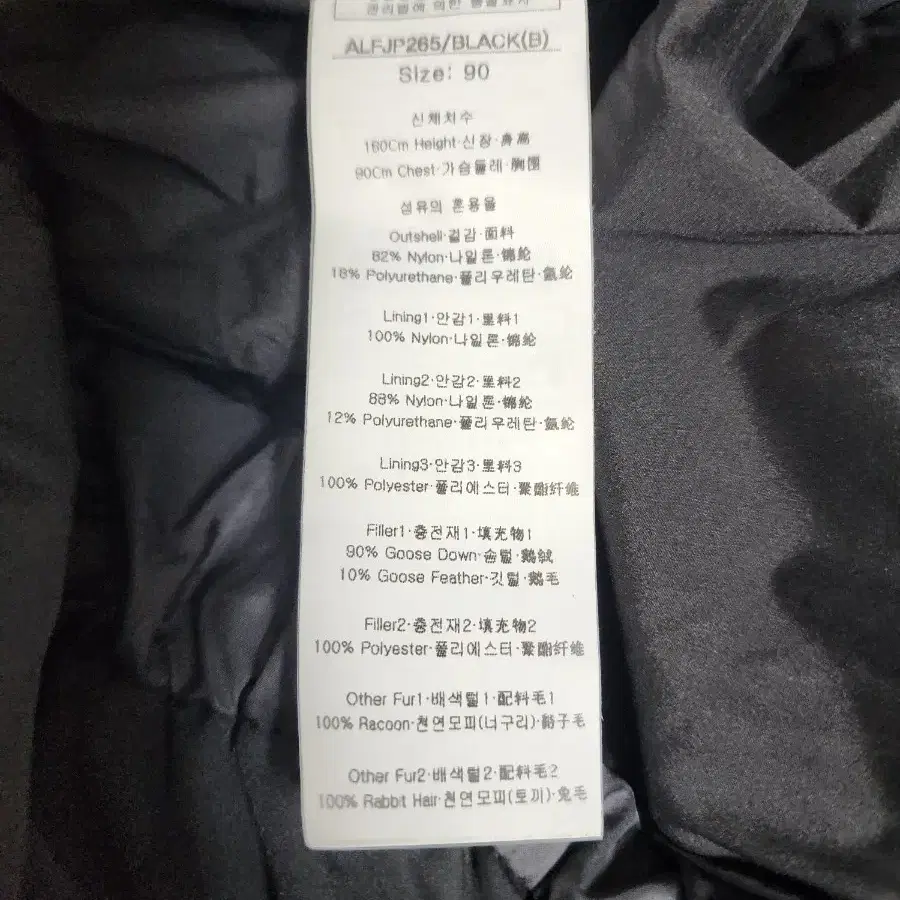 관리법에 의한 품질표시
ALFJP265/BLACK(B)
Size: 90
신체치수
160Cm Height·신장·身高
90Cm Chest·가슴둘레·胸围
섬유의 혼용율
Outshell·겉감·面料
82% Nylon·나일론·锦纶
18% Polyurethane·폴리우레탄·氨纶
Lining1·안감1·里料1
100% Nylon·나일론·锦纶
Lining2·안감2·里料2
88% Nylon·나일론·锦纶
12% Polyurethane·폴리우레탄·氨纶
Lining3·안감3·里料3
100% Polyester·폴리에스터·聚酯纤维
Filler1·충전재1·填充物1
90% Goose Down·솜털·鹅绒
10% Goose Feather·깃털·鹅毛
Filler2·충전재2·填充物2
100% Polyester·폴리에스터·聚酯纤维
Other Fur1·배색털1·配料毛1
100% Racoon·천연모피(너구리)·貉子毛
Other Fur2·배색털2·配料毛2
100% Rabbit Hair·천연모피(토끼)·兔毛